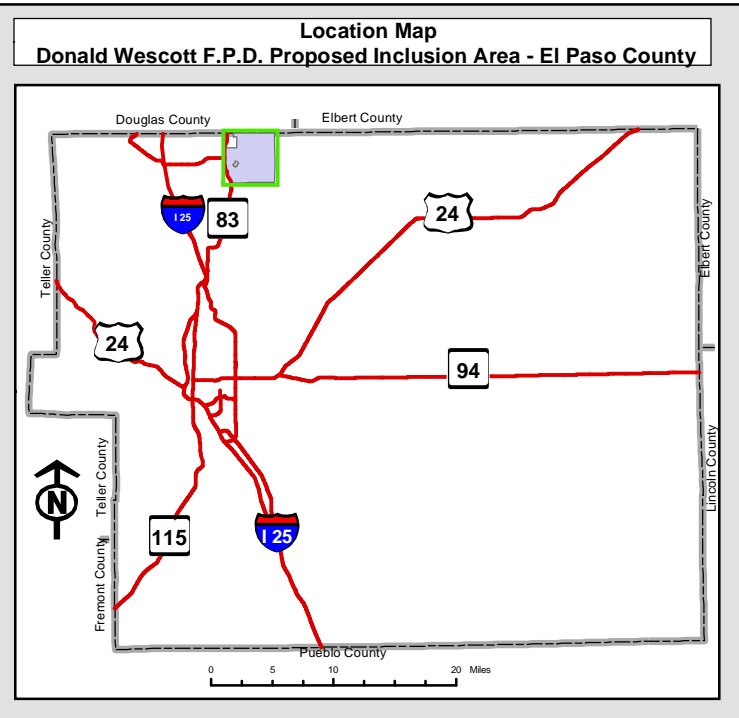 Location Map
Donald Wescott F.P.D. Proposed Inclusion Area - El Paso County
Douglas County
Elbert County
I 25
83
24
Teller County
Elbert County
24
94
Teller County
Lincoln County
N
115
I 25
Fremont County
Pueblo County
0 5 10 20 Miles